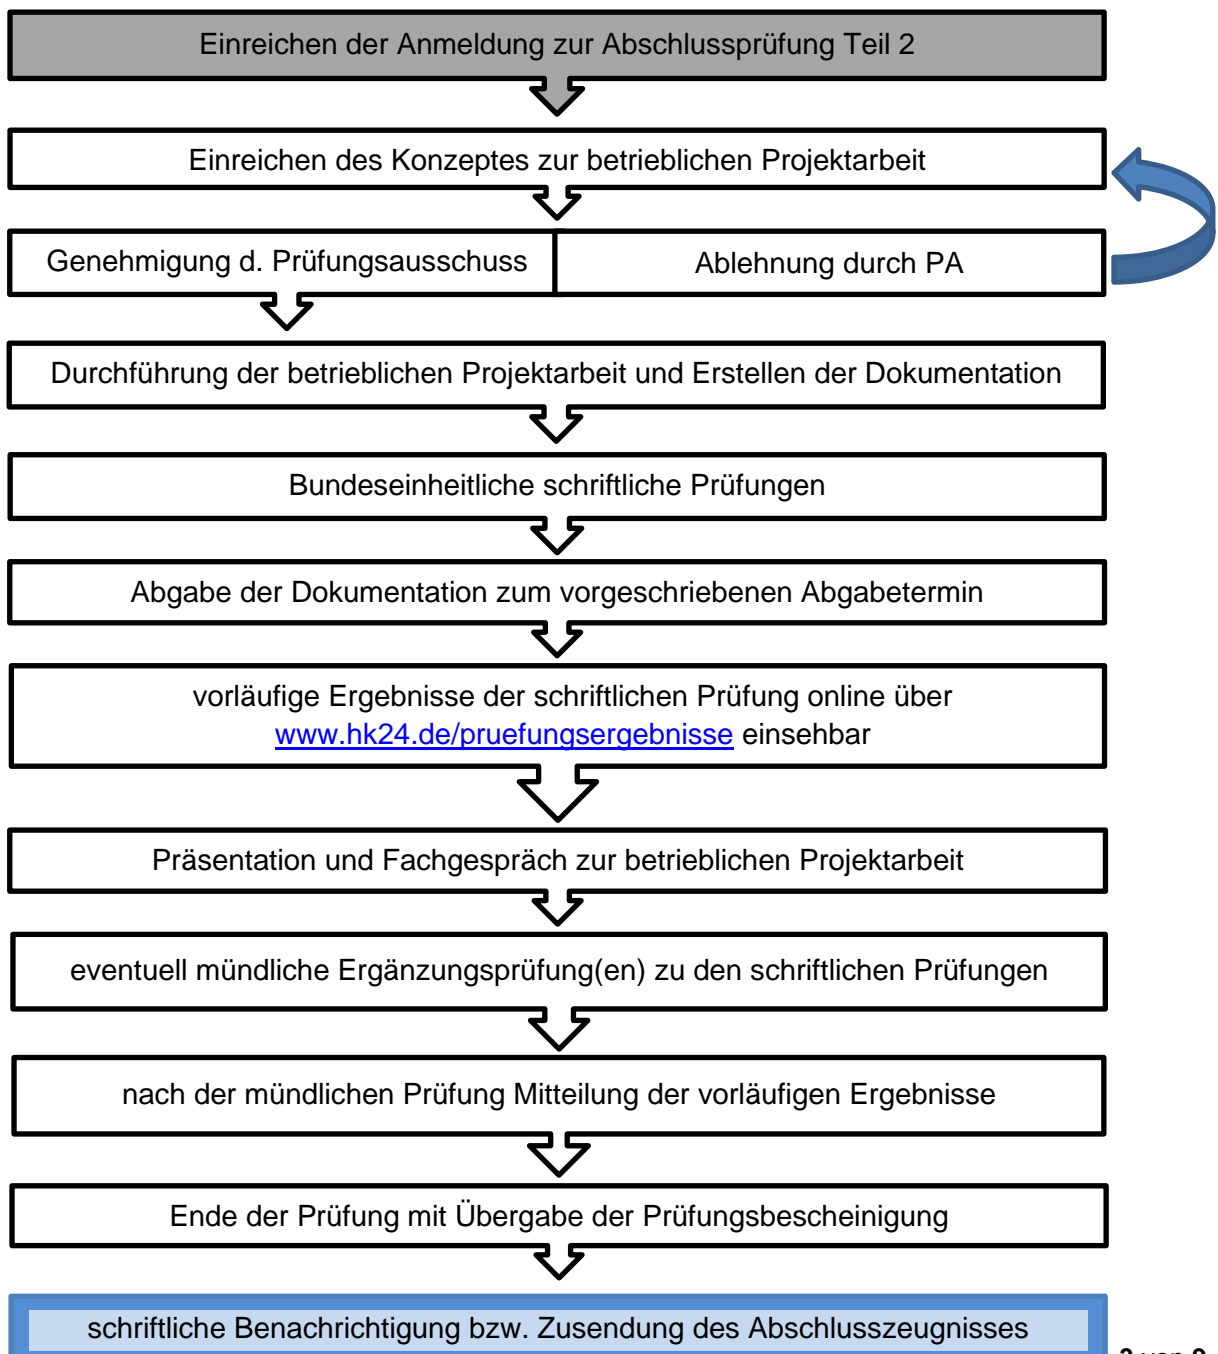 Einreichen der Anmeldung zur Abschlussprüfung Teil 2
Einreichen des Konzeptes zur betrieblichen Projektarbeit
Genehmigung d. Prüfungsausschuss
Ablehnung durch PA
Durchführung der betrieblichen Projektarbeit und Erstellen der Dokumentation
Bundeseinheitliche schriftliche Prüfungen
Abgabe der Dokumentation zum vorgeschriebenen Abgabetermin
vorläufige Ergebnisse der schriftlichen Prüfung online über
www.hk24.de/pruefungsergebnisse einsehbar
Präsentation und Fachgespräch zur betrieblichen Projektarbeit
eventuell mündliche Ergänzungsprüfung(en) zu den schriftlichen Prüfungen
nach der mündlichen Prüfung Mitteilung der vorläufigen Ergebnisse
Ende der Prüfung mit Übergabe der Prüfungsbescheinigung
schriftliche Benachrichtigung bzw. Zusendung des Abschlusszeugnisses
von